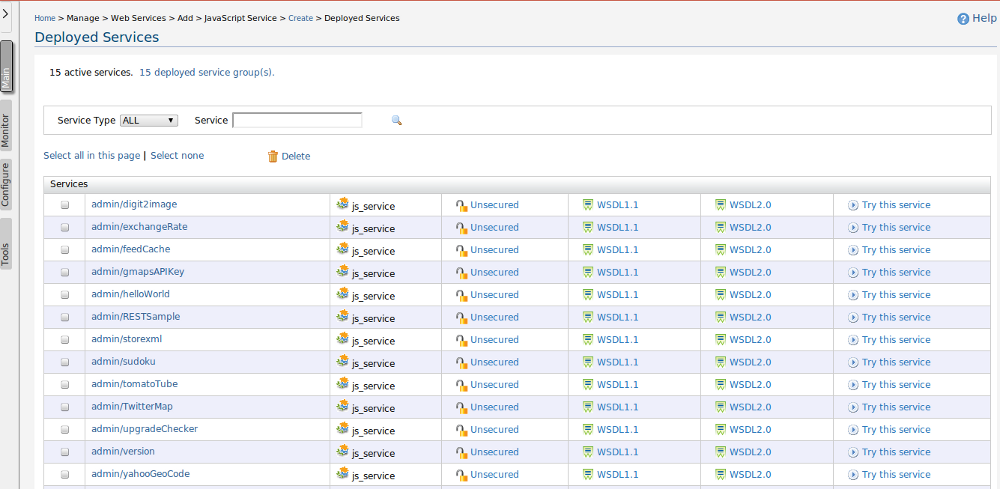 Home > Manage > Web Services > Add > JavaScript Service > Create > Deployed Services
Help
Deployed Services
15 active services. 15 deployed service group(s).
Service Type ALL Service
Select all in this page | Select none Delete
Services
admin/digit2image js_service Unsecured WSDL1.1 WSDL2.0 Try this service
admin/exchangeRate js_service Unsecured WSDL1.1 WSDL2.0 Try this service
admin/feedCache js_service Unsecured WSDL1.1 WSDL2.0 Try this service
admin/gmapsAPIKey js_service Unsecured WSDL1.1 WSDL2.0 Try this service
admin/helloWorld js_service Unsecured WSDL1.1 WSDL2.0 Try this service
admin/RESTSample js_service Unsecured WSDL1.1 WSDL2.0 Try this service
admin/storexml js_service Unsecured WSDL1.1 WSDL2.0 Try this service
admin/sudoku js_service Unsecured WSDL1.1 WSDL2.0 Try this service
admin/tomatoTube js_service Unsecured WSDL1.1 WSDL2.0 Try this service
admin/TwitterMap js_service Unsecured WSDL1.1 WSDL2.0 Try this service
admin/upgradeChecker js_service Unsecured WSDL1.1 WSDL2.0 Try this service
admin/version js_service Unsecured WSDL1.1 WSDL2.0 Try this service
admin/yahooGeoCode js_service Unsecured WSDL1.1 WSDL2.0 Try this service
Main
Monitor
Configure
Tools